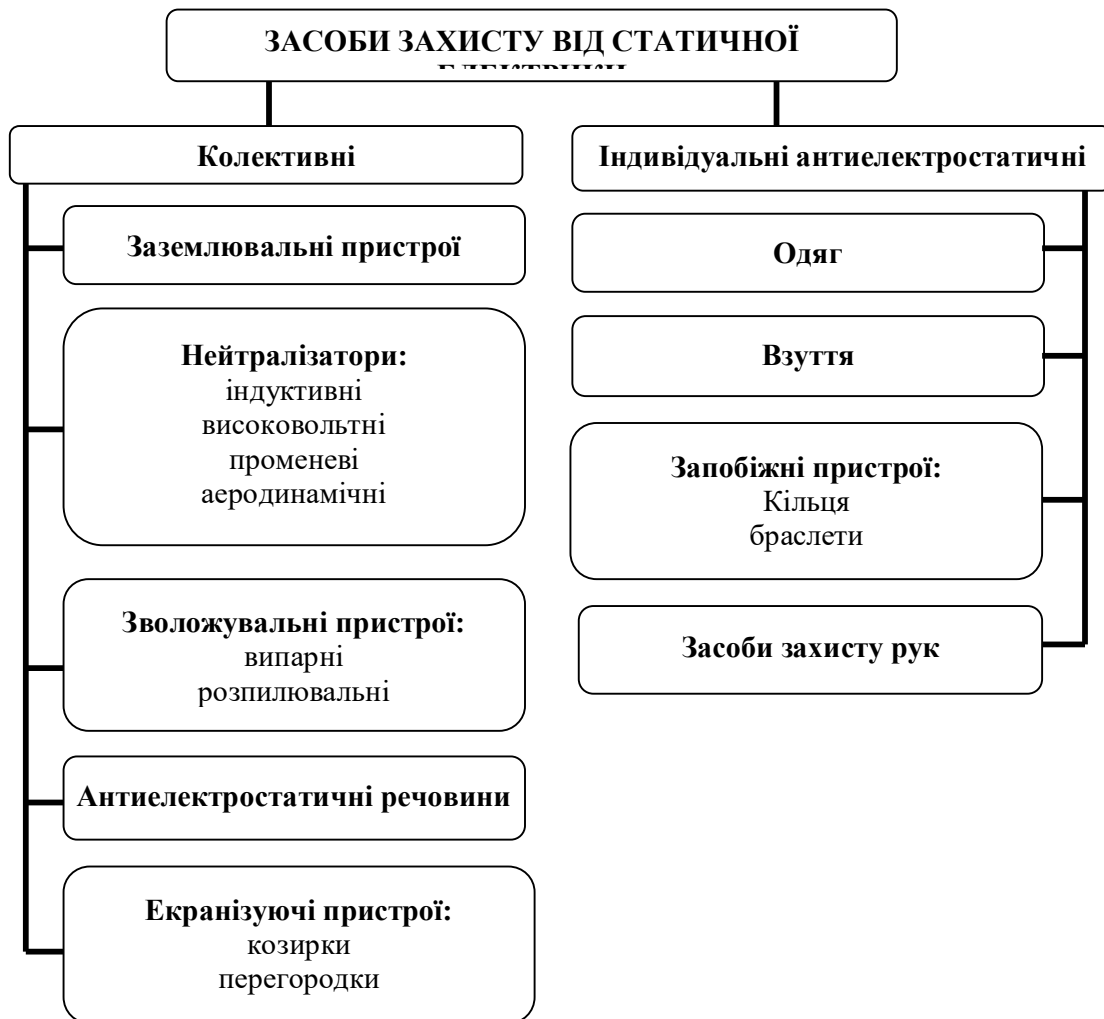 ЗАСОБИ ЗАХИСТУ ВІД СТАТИЧНОЇ
Колективні
Заземлювальні пристрої
Нейтралізатори:
індуктивні
високовольтні
променеві
аеродинамічні
Зволожувальні пристрої:
випарні
розпилювальні
Антиелектростатичні речовини
Екранізуючі пристрої:
козирки
перегородки
Індивідуальні антиелектростатичні
Одяг
Взуття
Запобіжні пристрої:
Кільця
браслети
Засоби захисту рук